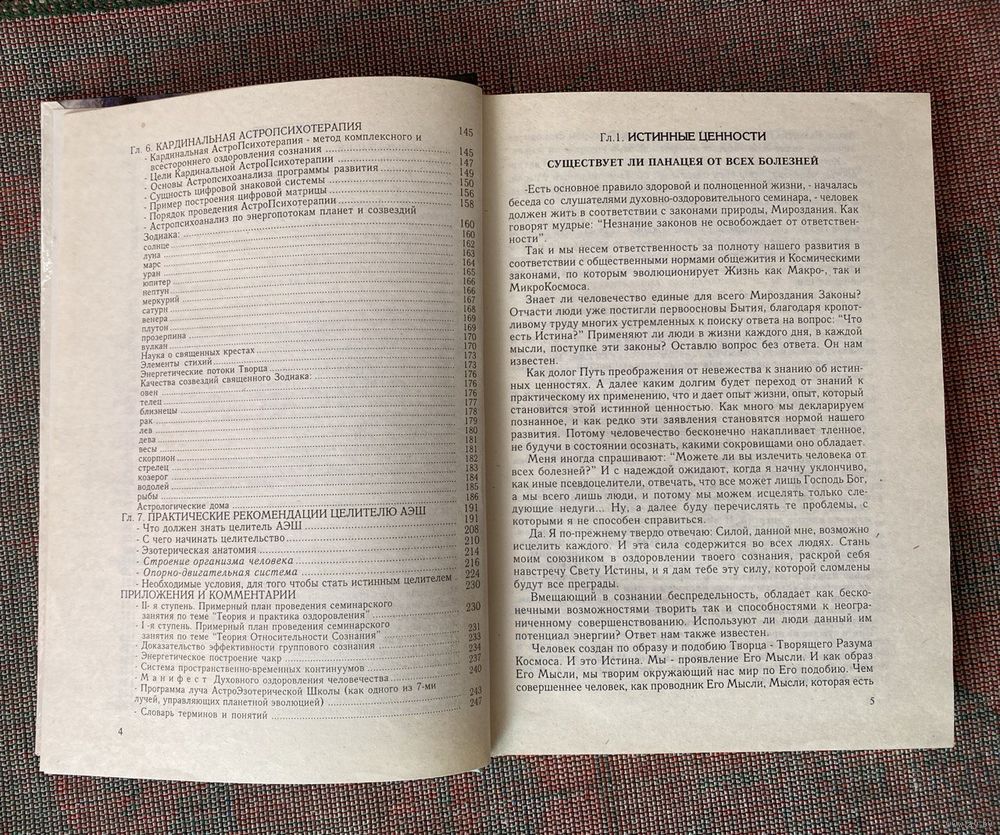 Гл. 6. КАРДИНАЛЬНАЯ АСТРОПСИХОТЕРАПИЯ 145
- Кардинальная АстроПсихотерапия - метод комплексного и
всестороннего оздоровления сознания 145
- Цели Кардинальной АстроПсихотерапии 147
- Основы Астропсихоанализа программы развития 149
- Сущность цифровой знаковой системы 150
- Пример построения цифровой матрицы 156
- Порядок проведения АстроПсихотерапии 158
- Астропсихоанализ по энергопотокам планет и созвездий
Зодиака: 160
солнце 160
луна 162
марс 163
уран 164
юпитер 165
нептун 166
меркурий 166
сатурн 167
венера 168
плутон 169
прозерпина 169
вулкан 170
Наука о священных крестах 170
Элементы стихий 173
Энергетические потоки Творца 173
Качества созвездий священного Зодиака: 176
овен 176
телец 177
близнецы 178
рак 179
лев 180
дева 181
весы 181
скорпион 182
стрелец 183
козерог 184
водолей 185
рыбы 186
Астрологические дома 191
Гл. 7. ПРАКТИЧЕСКИЕ РЕКОМЕНДАЦИИ ЦЕЛИТЕЛЮ АЭШ 191
- Что должен знать целитель АЭШ 208
- С чего начинать целительство 210
- Эзотерическая анатомия 214
- Строение организма человека 216
- Опорно-двигательная система 224
- Необходимые условия, для того чтобы стать истинным целителем 230
ПРИЛОЖЕНИЯ И КОММЕНТАРИИ
- II- я ступень. Примерный план проведения семинарского
занятия по теме "Теория и практика оздоровления" 230
- I -я ступень. Примерный план проведения семинарского
занятия по теме "Теория Относительности Сознания" 231
- Доказательство эффективности группового сознания 233
- Энергетическое построение чакр 234
- Система пространственно-временных континуумов 237
- Манифест Духовного оздоровления человечества 240
- Программа луча АстроЭзотерической Школы (как одного из 7-ми
лучей, управляющих планетной эволюцией) 243
- Словарь терминов и понятий 247
4
Гл.1. ИСТИННЫЕ ЦЕННОСТИ
СУЩЕСТВУЕТ ЛИ ПАНАЦЕЯ ОТ ВСЕХ БОЛЕЗНЕЙ
-Есть основное правило здоровой и полноценной жизни, - началась
беседа со слушателями духовно-оздоровительного семинара, - человек
должен жить в соответствии с законами природы, Мироздания. Как
говорят мудрые: "Незнание законов не освобождает от ответствен-
ности".
Так и мы несем ответственность за полноту нашего развития в
соответствии с общественными нормами общежития и Космическими
законами, по которым эволюционирует Жизнь как Макро-, так и
МикроКосмоса.
Знает ли человечество единые для всего Мироздания Законы?
Отчасти люди уже постигли первоосновы Бытия, благодаря кропот-
ливому труду многих устремленных к поиску ответа на вопрос: "Что
есть Истина?" Применяют ли люди в жизни каждого дня, в каждой
мысли, поступке эти законы? Оставлю вопрос без ответа. Он нам
известен.
Как долог Путь преображения от невежества к знанию об истин-
ных ценностях. А далее каким долгим будет переход от знаний к
практическому их применению, что и дает опыт жизни, опыт, который
становится этой истинной ценностью. Как много мы декларируем
познанное, и как редко эти заявления становятся нормой нашего
развития. Потому человечество бесконечно накапливает тленное,
не будучи в состоянии осознать, какими сокровищами оно обладает.
Меня иногда спрашивают: "Можете ли вы излечить человека от
всех болезней?" И с надеждой ожидают, когда я начну уклончиво,
как иные псевдоцелители, отвечать, что все может лишь Господь Бог,
а мы всего лишь люди, и потому мы можем исцелять только сле-
дующие недуги... Ну, а далее буду перечислять те проблемы, с
которыми я не способен справиться.
Да. Я по-прежнему твердо отвечаю: Силой, данной мне, возможно
исцелить каждого. И эта сила содержится во всех людях. Стань
моим союзником в оздоровлении твоего сознания, раскрой себя
навстречу Свету Истины, и я дам тебе эту силу, которой сломлены
будут все преграды.
Вмещающий в сознании беспредельность, обладает как беско-
нечными возможностями творить так и способностями к неогра-
ниченному совершенствованию. Используют ли люди данный им
потенциал энергии? Ответ нам также известен.
Человек создан по образу и подобию Творца - Творящего Разума
Космоса. И это Истина. Мы - проявление Его Мысли. И как образ
Его Мысли, мы творим окружающий нас мир по Его подобию. Чем
совершеннее человек, как проводник Его Мысли, Мысли, которая есть
5